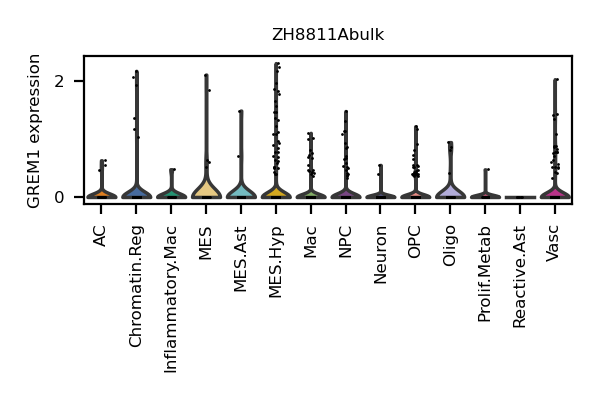 ZH8811Abulk
GREM1 expression
2
0
AC
Chromatin.Reg
Inflammatory.Mac
MES
MES.Ast
MES.Hyp
Mac
NPC
Neuron
OPC
Oligo
Prolif.Metab
Reactive.Ast
Vasc